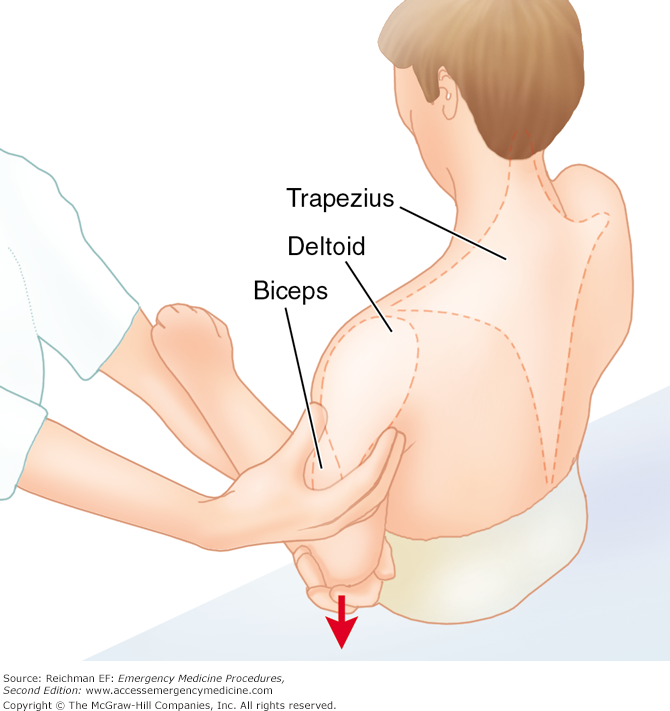 Trapezius
Deltoid
Biceps
Source: Reichman EF: Emergency Medicine Procedures,
Second Edition: www.accessemergencymedicine.com
Copyright © The McGraw-Hill Companies, Inc. All rights reserved.